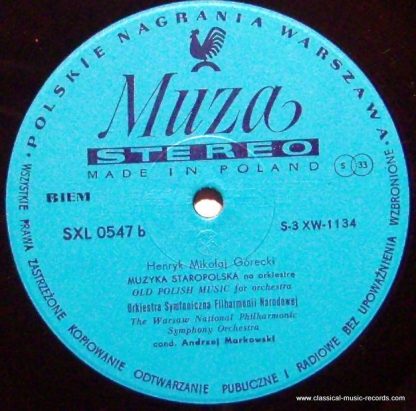 · POLSKIE NAGRANIA WARSZAWA ·
Muza
STEREO
MADE IN POLAND
S 33
BIEM
SXL 0547 b
S-3 XW-1134
Henryk Mikołaj Górecki
MUZYKA STAROPOLSKA na orkiestrę
OLD POLISH MUSIC for orchestra
Orkiestra Symfoniczna Filharmonii Narodowej
The Warsaw National Philharmonic
Symphony Orchestra
cond. Andrzej Markowski
WSZYSTKIE PRAWA ZASTRZEŻONE KOPIOWANIE ODTWARZANIE PUBLICZNE I RADIOWE BEZ UPOWAŻNIENIA WZBRONIONE
www.classical-music-records.com